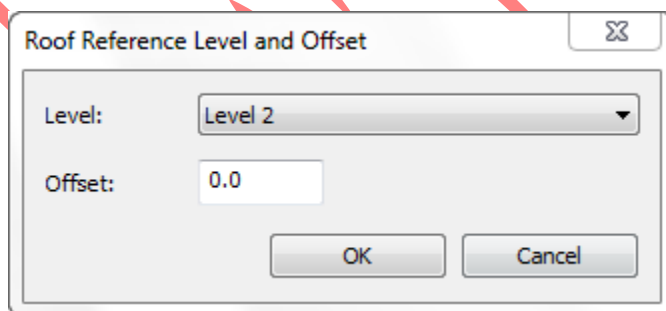 Roof Reference Level and Offset
Level: Level 2
Offset: 0.0
OK Cancel